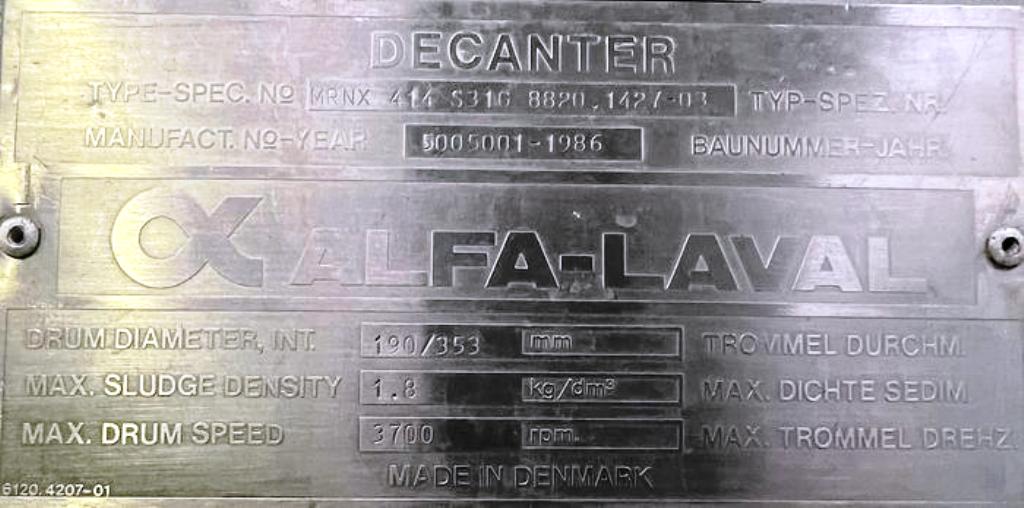 DECANTER
TYPE-SPEC. Nº MRNX 414 S31G 8820.1427-03 TYP-SPEZ. NR.
MANUFACT. Nº-YEAR 5005001-1986 BAUNUMMER-JAHR
α ALFA-LAVAL
DRUM DIAMETER, INT. 190/353 mm TROMMEL DURCHM.
MAX. SLUDGE DENSITY 1.8 kg/dm³ MAX. DICHTE SEDIM.
MAX. DRUM SPEED 3700 rpm. MAX. TROMMEL DREHZ.
MADE IN DENMARK
6120.4207-01